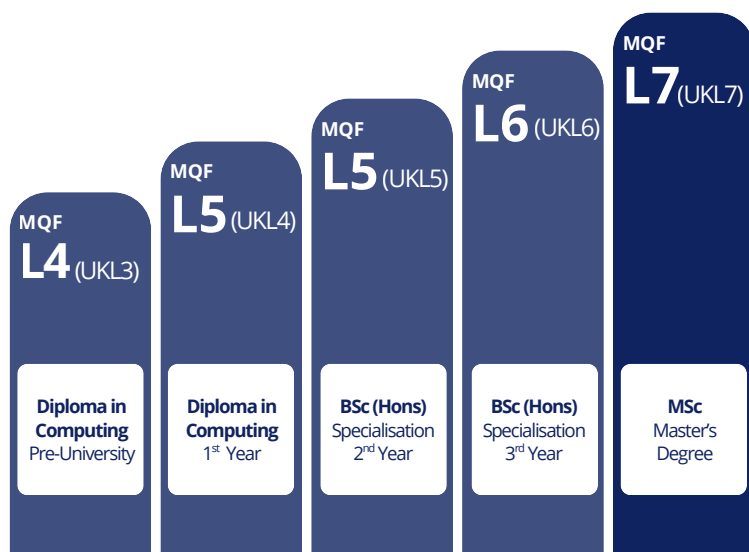 MQF
L4 (UKL3)
Diploma in
Computing
Pre-University
MQF
L5 (UKL4)
Diploma in
Computing
1st Year
MQF
L5 (UKL5)
BSc (Hons)
Specialisation
2nd Year
MQF
L6 (UKL6)
BSc (Hons)
Specialisation
3rd Year
MQF
L7 (UKL7)
MSc
Master's
Degree